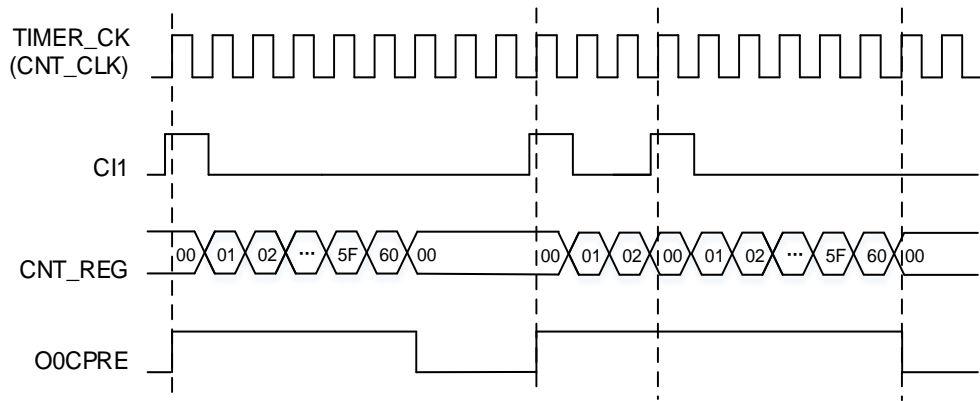 TIMER_CK
(CNT_CLK)
CI1
CNT_REG
00 01 02 ... 5F 60 00 00 01 02 00 01 02 ... 5F 60 00
O0CPRE